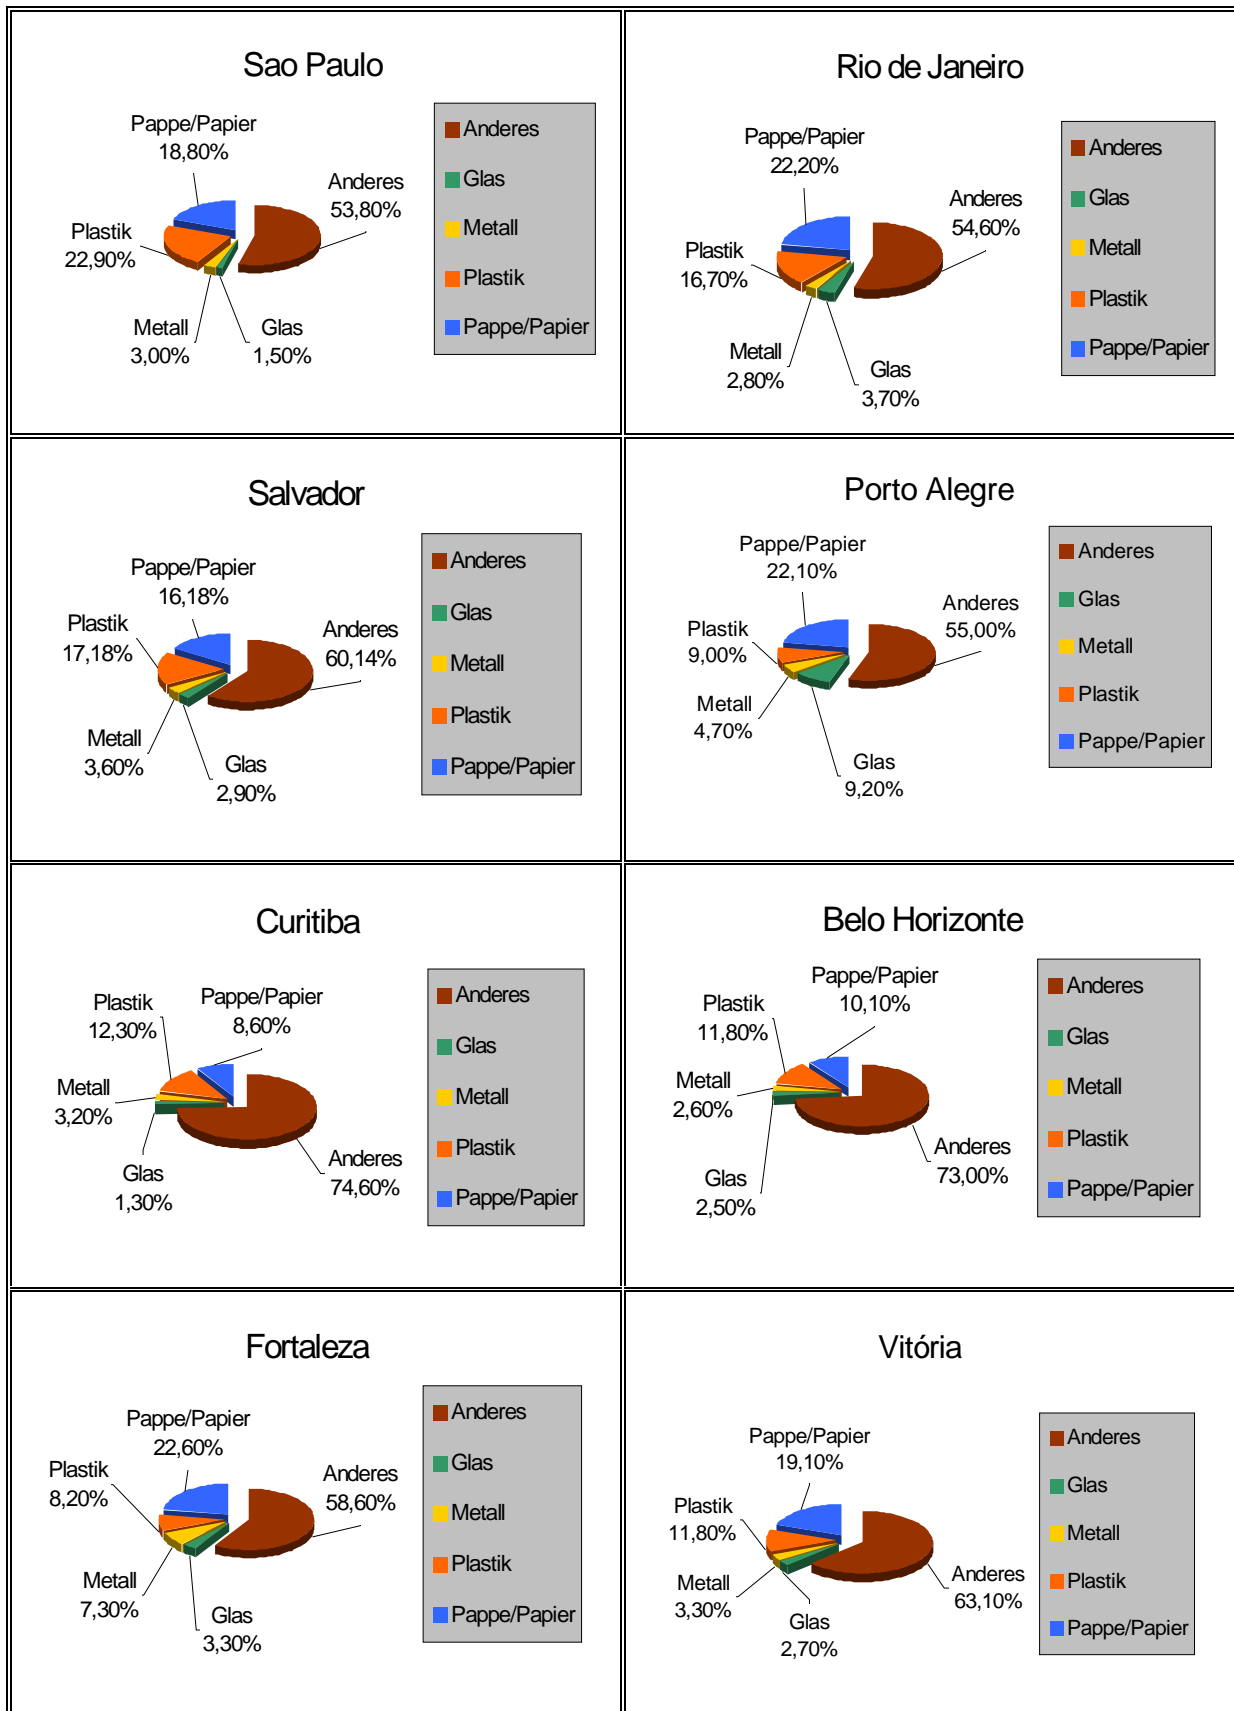 Sao Paulo
Pappe/Papier
18,80%
Anderes
53,80%
Plastik
22,90%
Metall
3,00%
Glas
1,50%
Anderes
Glas
Metall
Plastik
Pappe/Papier
Rio de Janeiro
Pappe/Papier
22,20%
Anderes
54,60%
Plastik
16,70%
Metall
2,80%
Glas
3,70%
Anderes
Glas
Metall
Plastik
Pappe/Papier
Salvador
Pappe/Papier
16,18%
Plastik
17,18%
Anderes
60,14%
Metall
3,60%
Glas
2,90%
Anderes
Glas
Metall
Plastik
Pappe/Papier
Porto Alegre
Pappe/Papier
22,10%
Anderes
55,00%
Plastik
9,00%
Metall
4,70%
Glas
9,20%
Anderes
Glas
Metall
Plastik
Pappe/Papier
Curitiba
Plastik
12,30%
Pappe/Papier
8,60%
Metall
3,20%
Glas
1,30%
Anderes
74,60%
Anderes
Glas
Metall
Plastik
Pappe/Papier
Belo Horizonte
Pappe/Papier
10,10%
Plastik
11,80%
Metall
2,60%
Glas
2,50%
Anderes
73,00%
Anderes
Glas
Metall
Plastik
Pappe/Papier
Fortaleza
Pappe/Papier
22,60%
Plastik
8,20%
Anderes
58,60%
Metall
7,30%
Glas
3,30%
Anderes
Glas
Metall
Plastik
Pappe/Papier
Vitória
Pappe/Papier
19,10%
Plastik
11,80%
Metall
3,30%
Glas
2,70%
Anderes
63,10%
Anderes
Glas
Metall
Plastik
Pappe/Papier